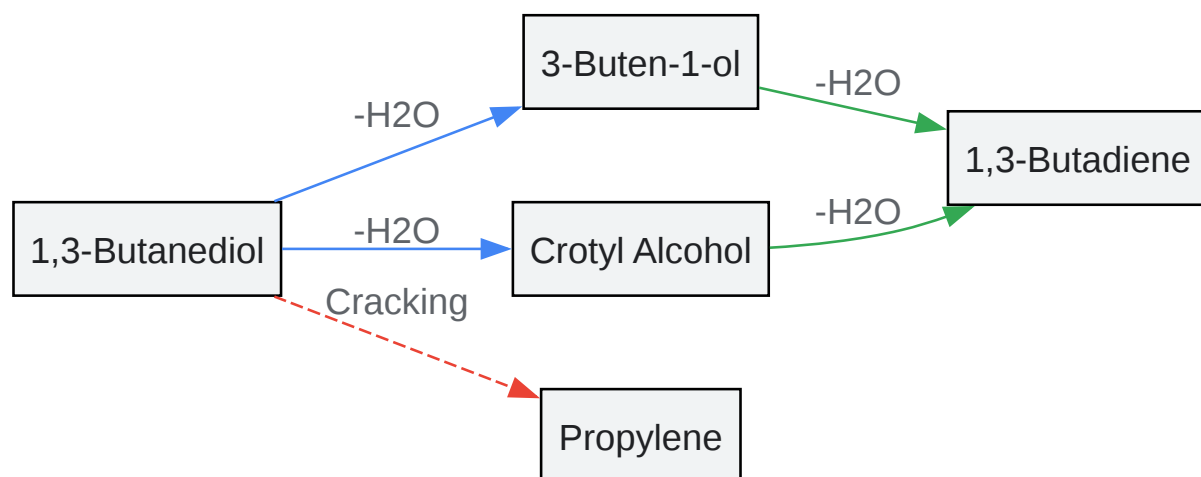 3-Buten-1-ol
-H2O
-H2O
1,3-Butadiene
-H2O
-H2O
1,3-Butanediol
Crotyl Alcohol
Cracking
Propylene